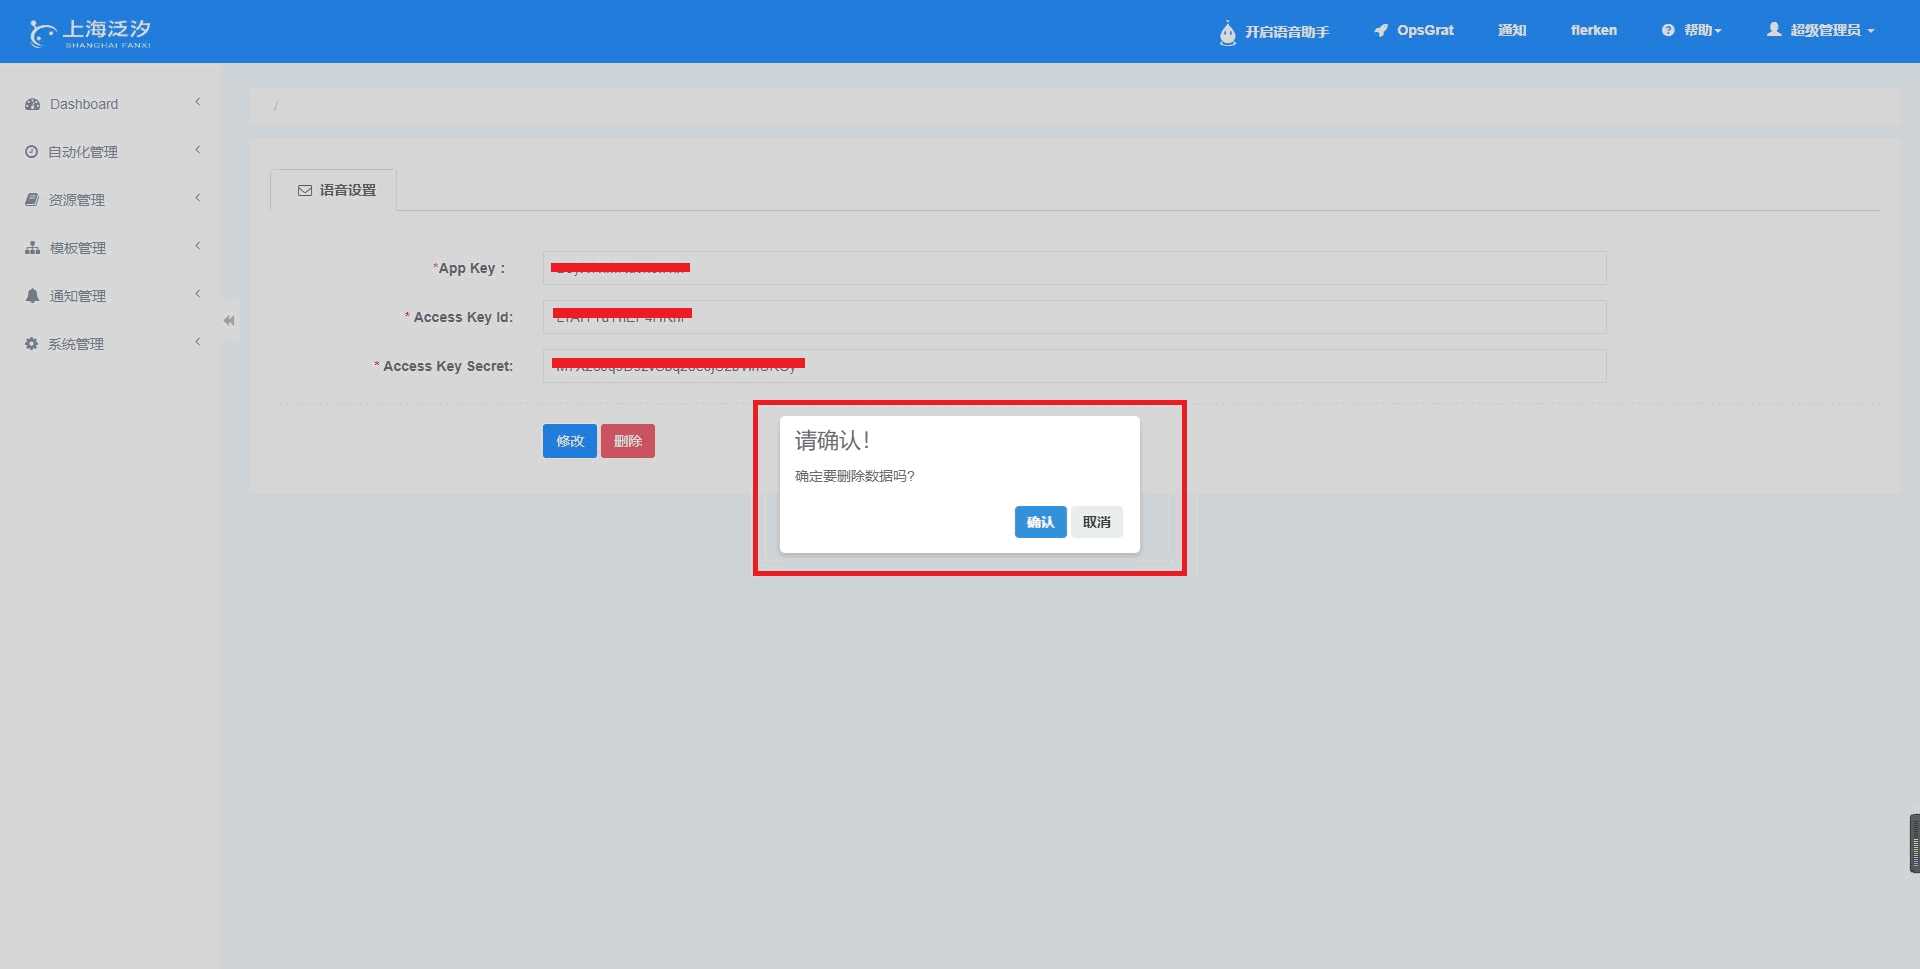 上海泛汐
SHANGHAI FANXI
开启语音助手
OpsGrat
通知
flerken
帮助
超级管理员
Dashboard
自动化管理
资源管理
模板管理
通知管理
系统管理
/
语音设置
*App Key :
* Access Key Id:
* Access Key Secret:
修改
删除
请确认!
确定要删除数据吗?
确认
取消